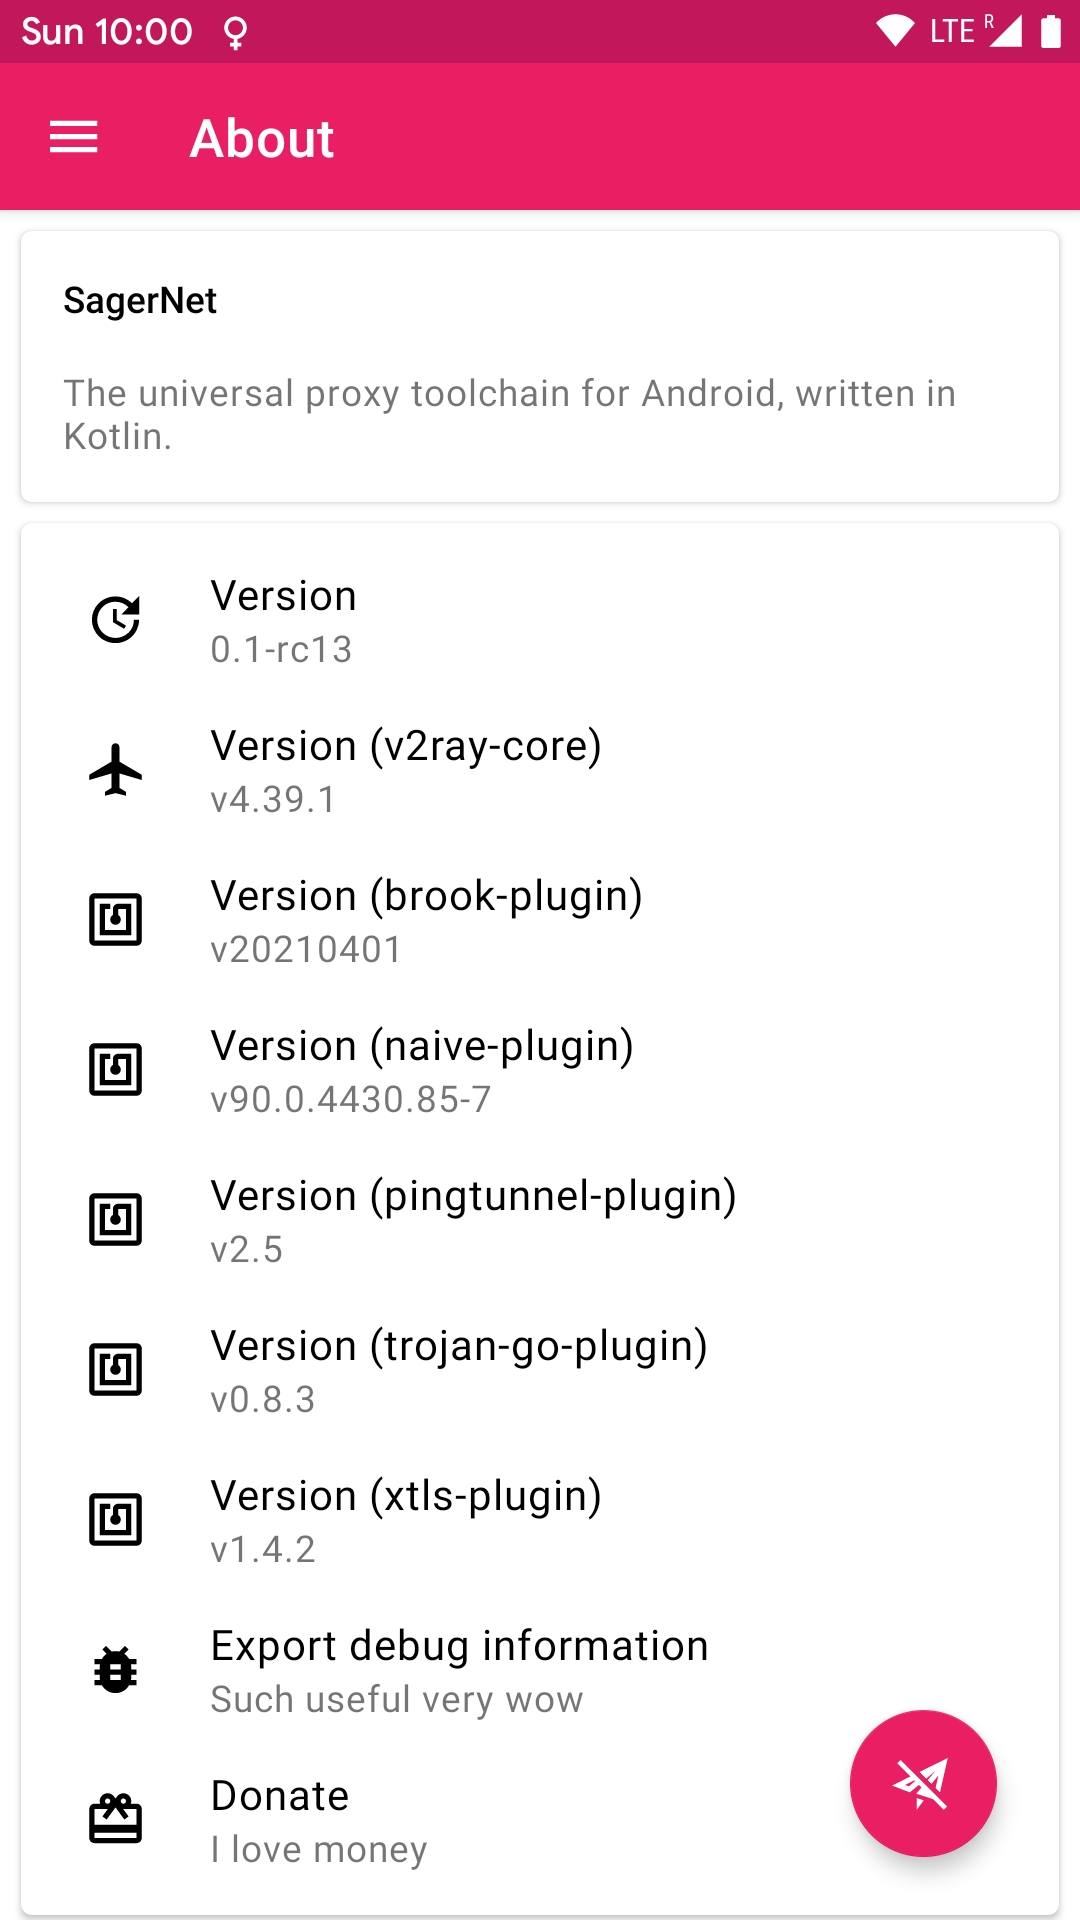 Sun 10:00
LTE R
About
SagerNet
The universal proxy toolchain for Android, written in
Kotlin.
Version
0.1-rc13
Version (v2ray-core)
v4.39.1
Version (brook-plugin)
v20210401
Version (naive-plugin)
v90.0.4430.85-7
Version (pingtunnel-plugin)
v2.5
Version (trojan-go-plugin)
v0.8.3
Version (xtls-plugin)
v1.4.2
Export debug information
Such useful very wow
Donate
I love money